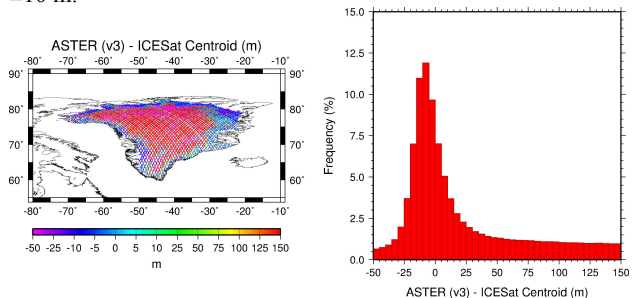 ASTER (v3) - ICESat Centroid (m)
-80˚ -70˚ -60˚ -50˚ -40˚ -30˚ -20˚ -10˚
90˚ 90˚
80˚ 80˚
70˚ 70˚
60˚ 60˚
-80˚ -70˚ -60˚ -50˚ -40˚ -30˚ -20˚ -10˚
-50 -25 -10 -5 0 5 10 25 50 75 100 125 150
m
15.0
12.5
10.0
7.5
5.0
2.5
0.0
Frequency (%)
-50 -25 0 25 50 75 100 125 150
ASTER (v3) - ICESat Centroid (m)